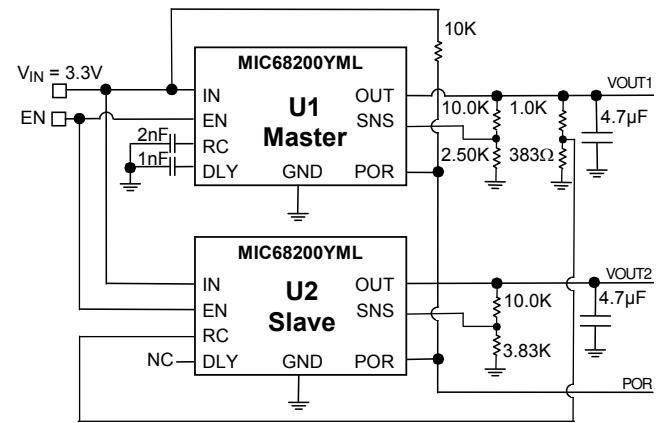 10K
MIC68200YML
V_IN = 3.3V
VOUT1
IN
OUT
10.0K
1.0K
EN
EN
U1
SNS
4.7µF
2nF
RC
Master
1nF
DLY
GND
POR
2.50K
383Ω
MIC68200YML
VOUT2
IN
OUT
U2
10.0K
4.7µF
EN
SNS
Slave
RC
3.83K
NC
DLY
GND
POR
POR